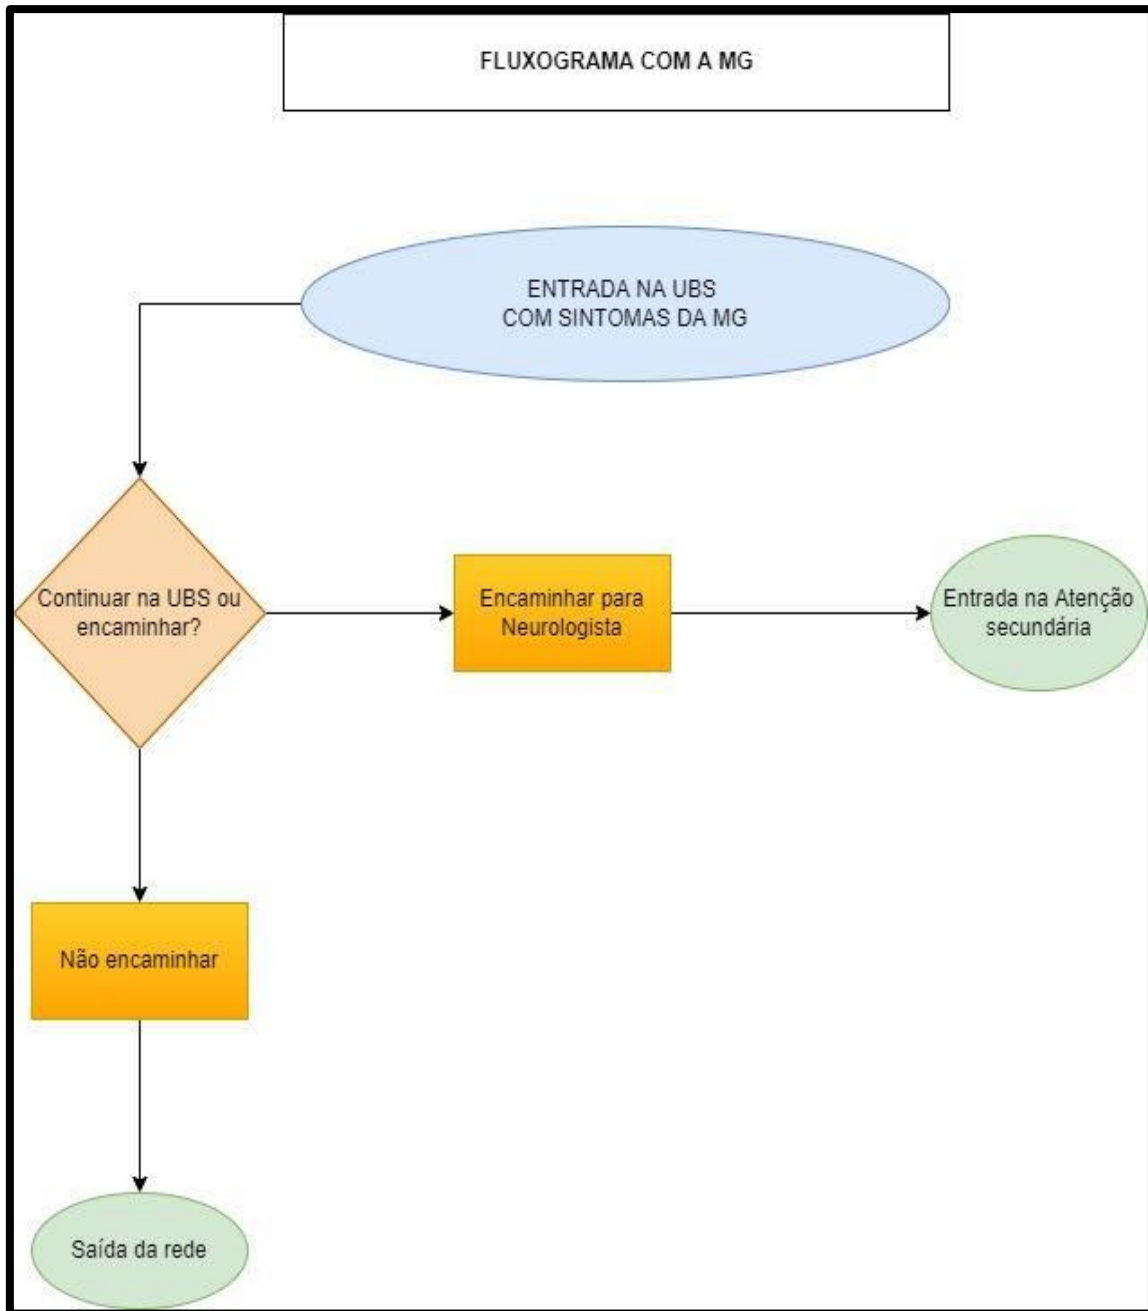 FLUXOGRAMA COM A MG
ENTRADA NA UBS
COM SINTOMAS DA MG
Continuar na UBS ou
encaminhar?
Encaminhar para
Neurologista
Entrada na Atenção
secundária
Não encaminhar
Saída da rede